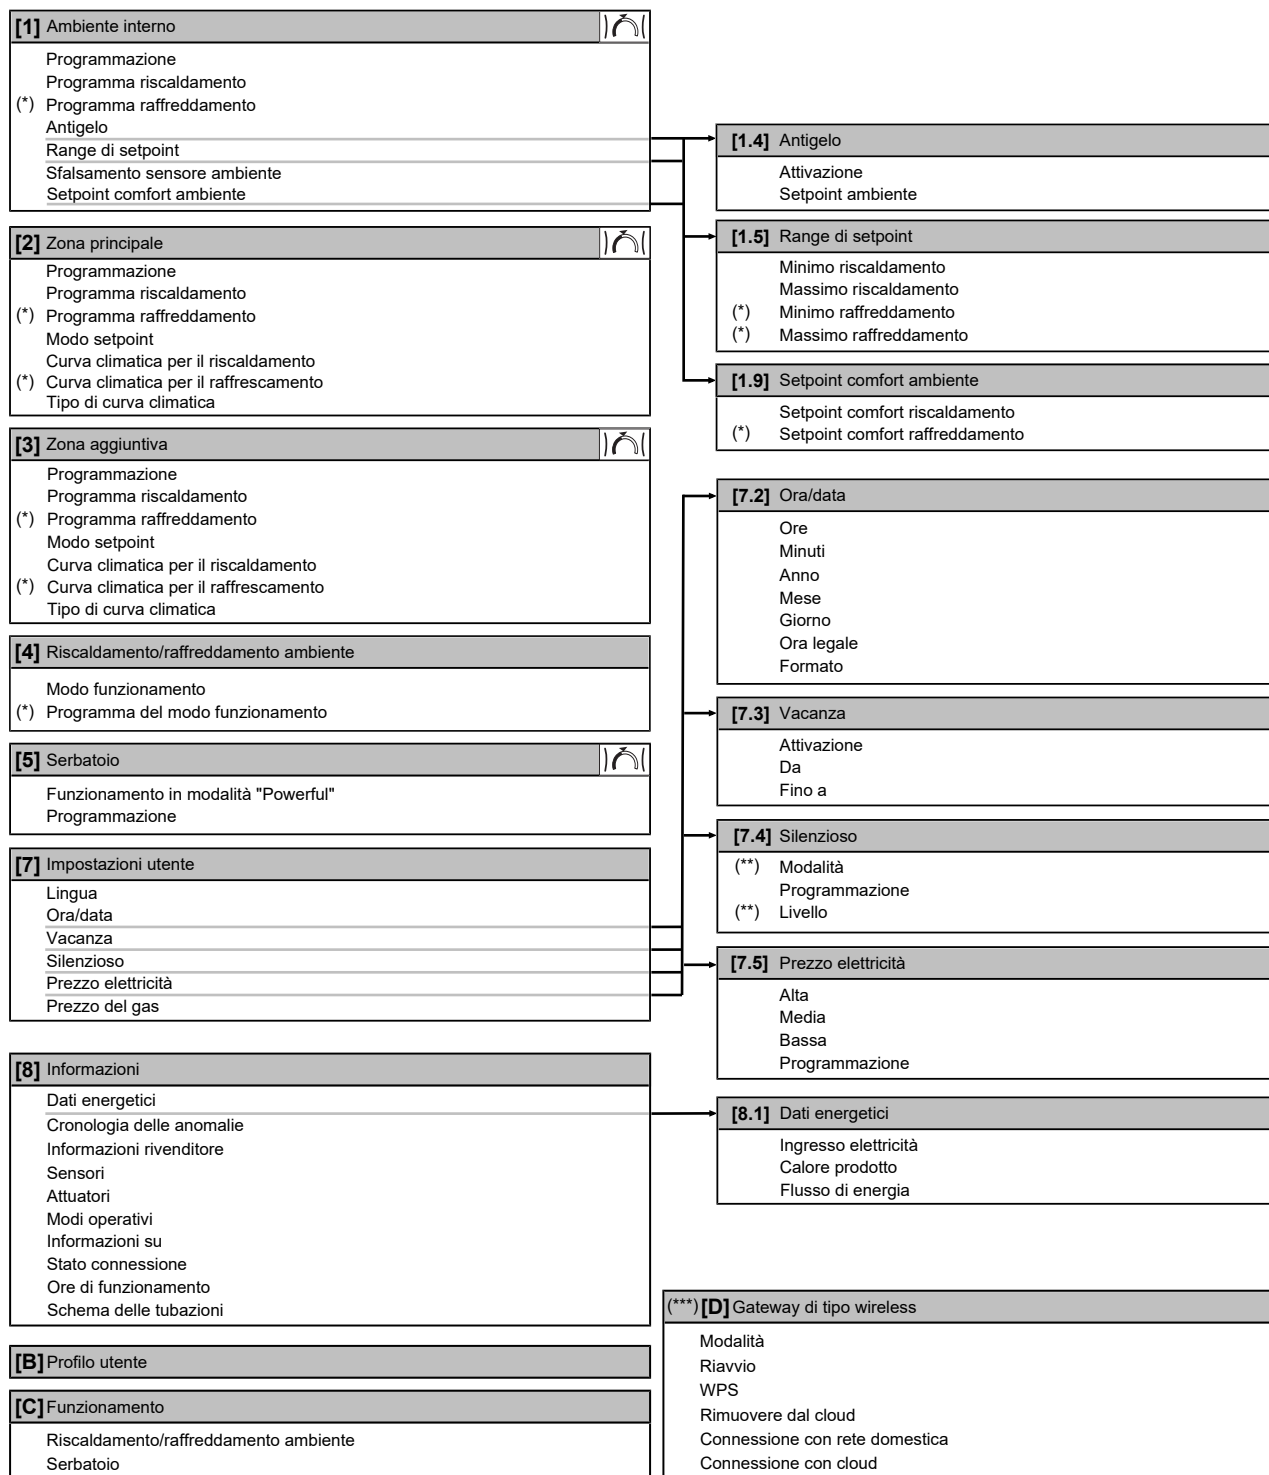 [1] Ambiente interno
Programmazione
Programma riscaldamento
(*) Programma raffreddamento
Antigelo
Range di setpoint
Sfalsamento sensore ambiente
Setpoint comfort ambiente
[2] Zona principale
Programmazione
Programma riscaldamento
(*) Programma raffreddamento
Modo setpoint
Curva climatica per il riscaldamento
(*) Curva climatica per il raffrescamento
Tipo di curva climatica
[3] Zona aggiuntiva
Programmazione
Programma riscaldamento
(*) Programma raffreddamento
Modo setpoint
Curva climatica per il riscaldamento
(*) Curva climatica per il raffrescamento
Tipo di curva climatica
[4] Riscaldamento/raffreddamento ambiente
Modo funzionamento
(*) Programma del modo funzionamento
[5] Serbatoio
Funzionamento in modalità "Powerful"
Programmazione
[7] Impostazioni utente
Lingua
Ora/data
Vacanza
Silenzioso
Prezzo elettricità
Prezzo del gas
[8] Informazioni
Dati energetici
Cronologia delle anomalie
Informazioni rivenditore
Sensori
Attuatori
Modi operativi
Informazioni su
Stato connessione
Ore di funzionamento
Schema delle tubazioni
[B] Profilo utente
[C] Funzionamento
Riscaldamento/raffreddamento ambiente
Serbatoio
[1.4] Antigelo
Attivazione
Setpoint ambiente
[1.5] Range di setpoint
Minimo riscaldamento
Massimo riscaldamento
(*) Minimo raffreddamento
(*) Massimo raffreddamento
[1.9] Setpoint comfort ambiente
Setpoint comfort riscaldamento
(*) Setpoint comfort raffreddamento
[7.2] Ora/data
Ore
Minuti
Anno
Mese
Giorno
Ora legale
Formato
[7.3] Vacanza
Attivazione
Da
Fino a
[7.4] Silenzioso
(**) Modalità
Programmazione
(**) Livello
[7.5] Prezzo elettricità
Alta
Media
Bassa
Programmazione
[8.1] Dati energetici
Ingresso elettricità
Calore prodotto
Flusso di energia
(***) [D] Gateway di tipo wireless
Modalità
Riavvio
WPS
Rimuovere dal cloud
Connessione con rete domestica
Connessione con cloud